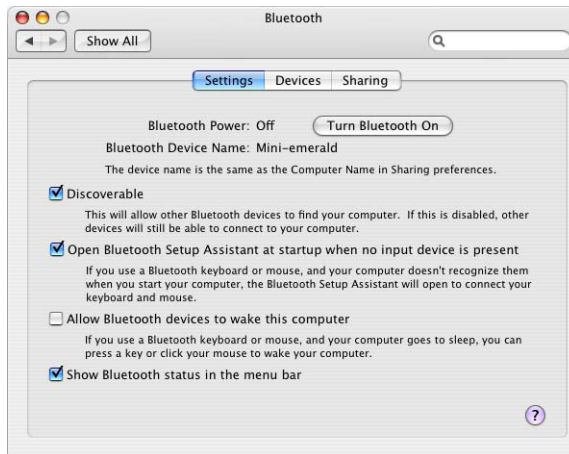 Bluetooth
Show All
Settings Devices Sharing
Bluetooth Power: Off Turn Bluetooth On
Bluetooth Device Name: Mini-emerald
The device name is the same as the Computer Name in Sharing preferences.
Discoverable
This will allow other Bluetooth devices to find your computer. If this is disabled, other
devices will still be able to connect to your computer.
Open Bluetooth Setup Assistant at startup when no input device is present
If you use a Bluetooth keyboard or mouse, and your computer doesn't recognize them
when you start your computer, the Bluetooth Setup Assistant will open to connect your
keyboard and mouse.
Allow Bluetooth devices to wake this computer
If you use a Bluetooth keyboard or mouse, and your computer goes to sleep, you can
press a key or click your mouse to wake your computer.
Show Bluetooth status in the menu bar
?